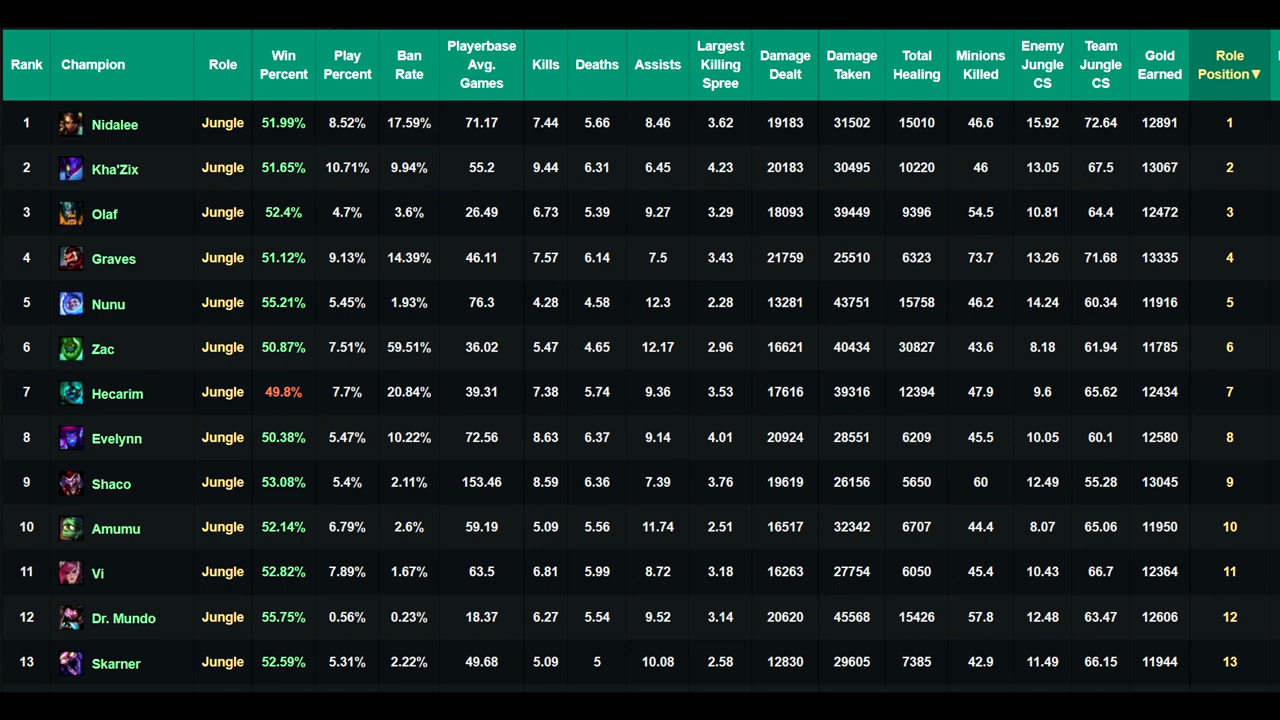 Rank Champion Role Win Percent Play Percent Ban Rate Playerbase Avg. Games Kills Deaths Assists Largest Killing Spree Damage Dealt Damage Taken Total Healing Minions Killed Enemy Jungle CS Team Jungle CS Gold Earned Role Position▼
1 Nidalee Jungle 51.99% 8.52% 17.59% 71.17 7.44 5.66 8.46 3.62 19183 31502 15010 46.6 15.92 72.64 12891 1
2 Kha'Zix Jungle 51.65% 10.71% 9.94% 55.2 9.44 6.31 6.45 4.23 20183 30495 10220 46 13.05 67.5 13067 2
3 Olaf Jungle 52.4% 4.7% 3.6% 26.49 6.73 5.39 9.27 3.29 18093 39449 9396 54.5 10.81 64.4 12472 3
4 Graves Jungle 51.12% 9.13% 14.39% 46.11 7.57 6.14 7.5 3.43 21759 25510 6323 73.7 13.26 71.68 13335 4
5 Nunu Jungle 55.21% 5.45% 1.93% 76.3 4.28 4.58 12.3 2.28 13281 43751 15758 46.2 14.24 60.34 11916 5
6 Zac Jungle 50.87% 7.51% 59.51% 36.02 5.47 4.65 12.17 2.96 16621 40434 30827 43.6 8.18 61.94 11785 6
7 Hecarim Jungle 49.8% 7.7% 20.84% 39.31 7.38 5.74 9.36 3.53 17616 39316 12394 47.9 9.6 65.62 12434 7
8 Evelynn Jungle 50.38% 5.47% 10.22% 72.56 8.63 6.37 9.14 4.01 20924 28551 6209 45.5 10.05 60.1 12580 8
9 Shaco Jungle 53.08% 5.4% 2.11% 153.46 8.59 6.36 7.39 3.76 19619 26156 5650 60 12.49 55.28 13045 9
10 Amumu Jungle 52.14% 6.79% 2.6% 59.19 5.09 5.56 11.74 2.51 16517 32342 6707 44.4 8.07 65.06 11950 10
11 Vi Jungle 52.82% 7.89% 1.67% 63.5 6.81 5.99 8.72 3.18 16263 27754 6050 45.4 10.43 66.7 12364 11
12 Dr. Mundo Jungle 55.75% 0.56% 0.23% 18.37 6.27 5.54 9.52 3.14 20620 45568 15426 57.8 12.48 63.47 12606 12
13 Skarner Jungle 52.59% 5.31% 2.22% 49.68 5.09 5 10.08 2.58 12830 29605 7385 42.9 11.49 66.15 11944 13